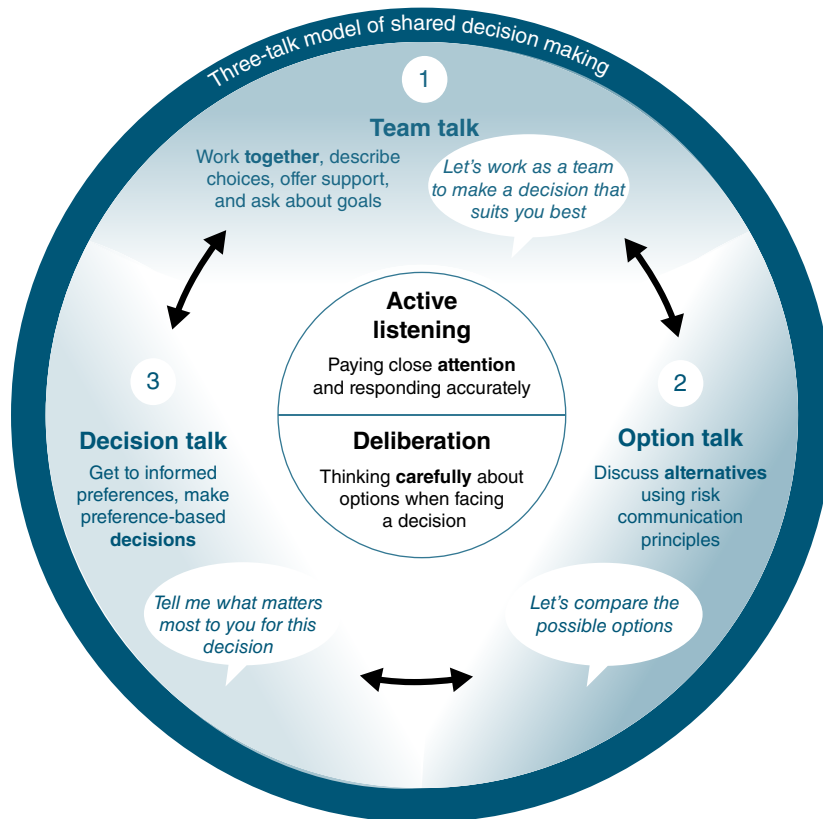 Three-talk model of shared decision making
1
Team talk
Work together, describe
choices, offer support,
and ask about goals
Let's work as a team
to make a decision that
suits you best
Active
listening
Paying close attention
and responding accurately
Deliberation
Thinking carefully about
options when facing
a decision
2
Option talk
Discuss alternatives
using risk
communication
principles
Let's compare the
possible options
3
Decision talk
Get to informed
preferences, make
preference-based
decisions
Tell me what matters
most to you for this
decision